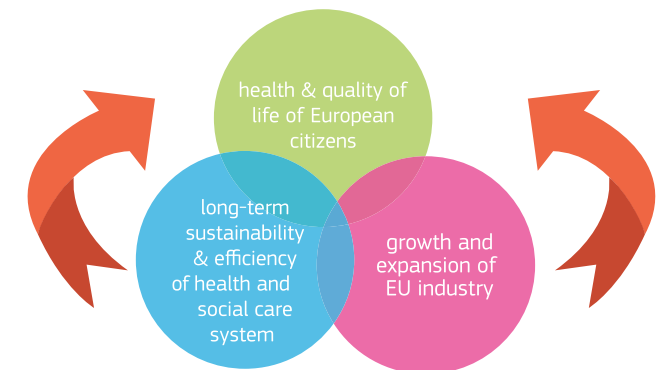 health & quality of
life of European
citizens
long-term
sustainability
& efficiency
of health and
social care
system
growth and
expansion of
EU industry